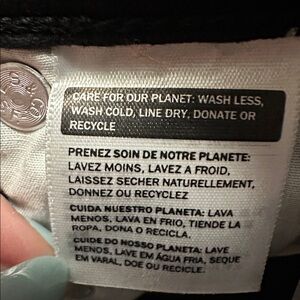 CARE FOR OUR PLANET: WASH LESS,
WASH COLD, LINE DRY, DONATE OR
RECYCLE
PRENEZ SOIN DE NOTRE PLANETE:
LAVEZ MOINS, LAVEZ A FROID,
LAISSEZ SECHER NATURELLEMENT,
DONNEZ OU RECYCLEZ
CUIDA NUESTRO PLANETA: LAVA
MENOS, LAVA EN FRIO, TIENDE LA
ROPA, DONA O RECICLA.
CUIDE DO NOSSO PLANETA: LAVE
MENOS, LAVE EM ÁGUA FRIA, SEQUE
EM VARAL, DOE OU RECICLE.